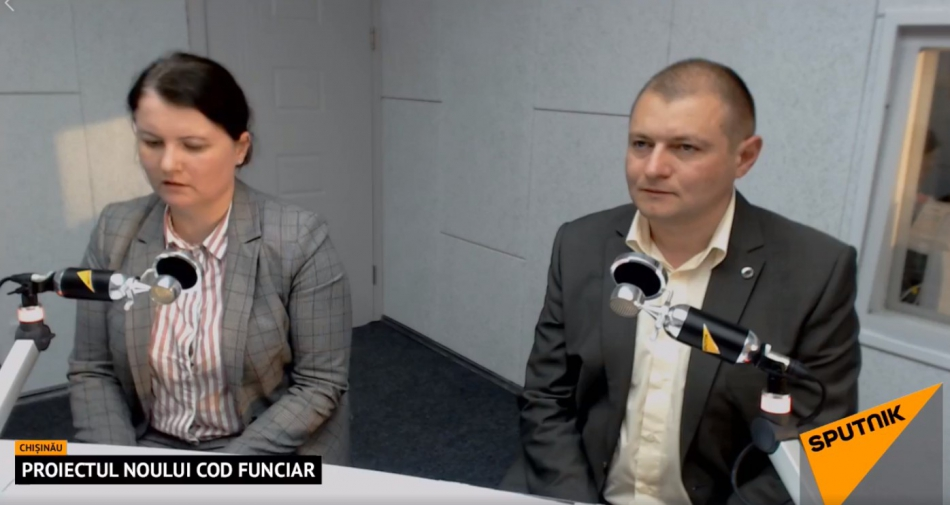 CHIȘINĂU
PROIECTUL NOULUI COD FUNCIAR
SPUTNIK